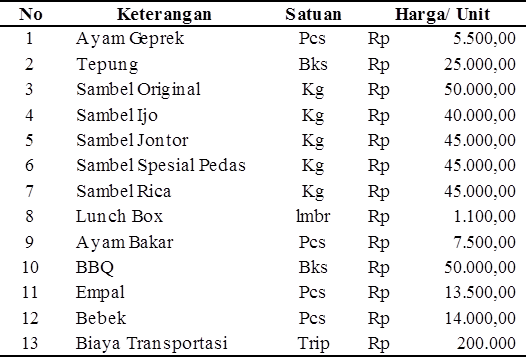 No Keterangan Satuan Harga/ Unit
1 Ayam Geprek Pcs Rp 5.500,00
2 Tepung Bks Rp 25.000,00
3 Sambel Original Kg Rp 50.000,00
4 Sambel Ijo Kg Rp 40.000,00
5 Sambel Jontor Kg Rp 45.000,00
6 Sambel Spesial Pedas Kg Rp 45.000,00
7 Sambel Rica Kg Rp 45.000,00
8 Lunch Box lmbr Rp 1.100,00
9 Ayam Bakar Pcs Rp 7.500,00
10 BBQ Bks Rp 50.000,00
11 Empal Pcs Rp 13.500,00
12 Bebek Pcs Rp 14.000,00
13 Biaya Transportasi Trip Rp 200.000